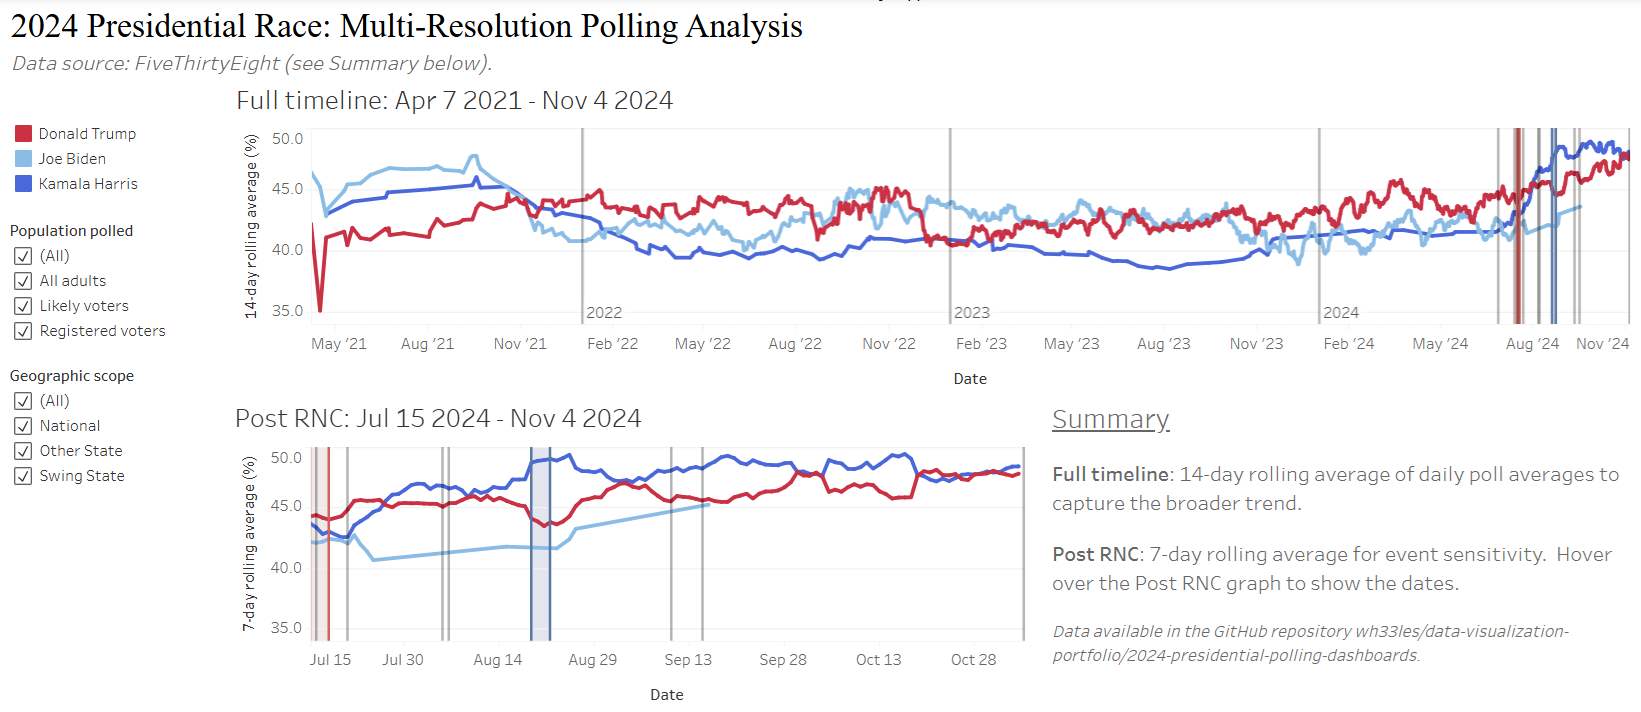 2024 Presidential Race: Multi-Resolution Polling Analysis
Data source: FiveThirtyEight (see Summary below).
Donald Trump
Joe Biden
Kamala Harris
Population polled
(All)
All adults
Likely voters
Registered voters
Geographic scope
(All)
National
Other State
Swing State
Full timeline: Apr 7 2021 - Nov 4 2024
14-day rolling average (%)
50.0
45.0
40.0
35.0
2022
2023
2024
May '21 Aug '21 Nov '21 Feb '22 May '22 Aug '22 Nov '22 Feb '23 May '23 Aug '23 Nov '23 Feb '24 May '24 Aug '24 Nov '24
Date
Post RNC: Jul 15 2024 - Nov 4 2024
7-day rolling average (%)
50.0
45.0
40.0
35.0
Jul 15 Jul 30 Aug 14 Aug 29 Sep 13 Sep 28 Oct 13 Oct 28
Date
Summary
Full timeline: 14-day rolling average of daily poll averages to
capture the broader trend.
Post RNC: 7-day rolling average for event sensitivity. Hover
over the Post RNC graph to show the dates.
Data available in the GitHub repository wh33les/data-visualization-
portfolio/2024-presidential-polling-dashboards.